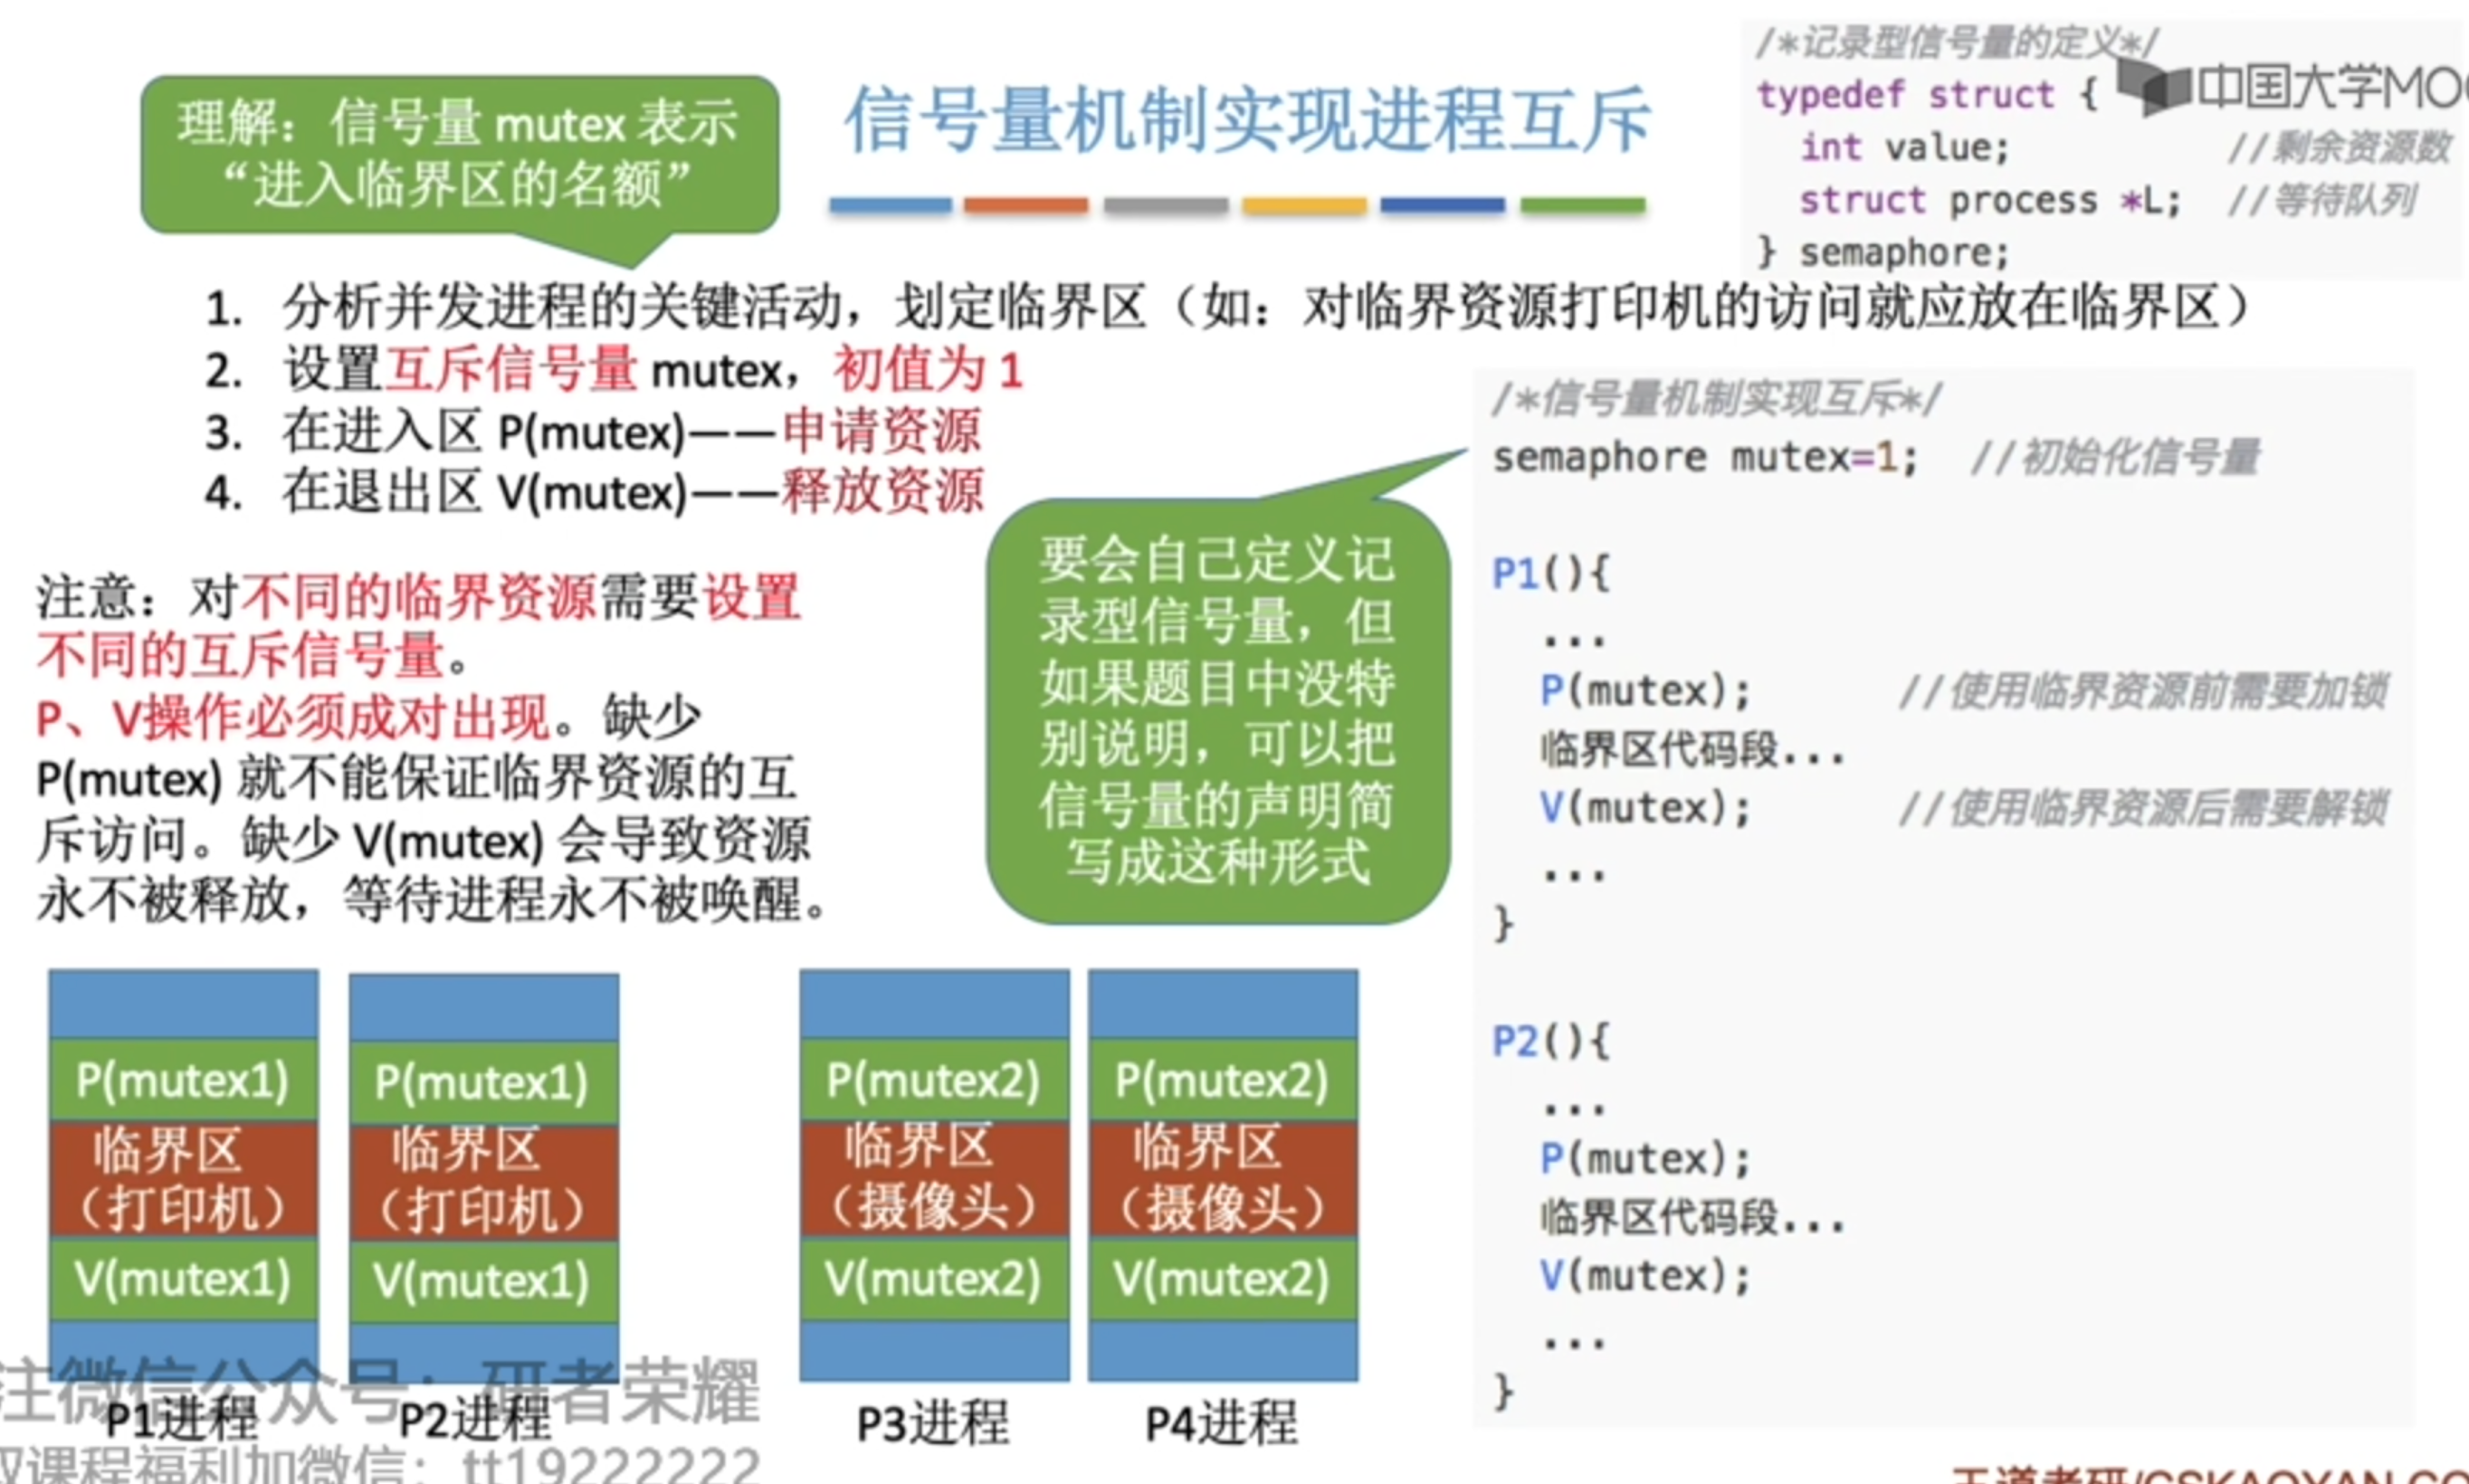 理解：信号量 mutex 表示
“进入临界区的名额”
信号量机制实现进程互斥
/*记录型信号量的定义*/
typedef struct {
中国大学
int value; //剩余资源数
struct process *L; //等待队列
} semaphore;
1. 分析并发进程的关键活动，划定临界区（如：对临界资源打印机的访问就应放在临界区）
2. 设置互斥信号量 mutex，初值为 1
3. 在进入区 P(mutex)——申请资源
4. 在退出区 V(mutex)——释放资源
注意：对不同的临界资源需要设置
不同的互斥信号量。
P、V操作必须成对出现。缺少
P(mutex) 就不能保证临界资源的互
斥访问。缺少 V(mutex) 会导致资源
永不被释放，等待进程永不被唤醒。
要会自己定义记
录型信号量，但
如果题目中没特
别说明，可以把
信号量的声明简
写成这种形式
/*信号量机制实现互斥*/
semaphore mutex=1; //初始化信号量
P1(){
...
P(mutex); //使用临界资源前需要加锁
临界区代码段...
V(mutex); //使用临界资源后需要解锁
...
}
P2(){
...
P(mutex);
临界区代码段...
V(mutex);
...
}
P(mutex1)
临界区
（打印机）
V(mutex1)
P1进程
P(mutex1)
临界区
（打印机）
V(mutex1)
P2进程
P(mutex2)
临界区
（摄像头）
V(mutex2)
P3进程
P(mutex2)
临界区
（摄像头）
V(mutex2)
P4进程
注微信公众号：研者荣耀
课程福利加微信：tt19222222
王道考研/CSKAOYAN.CO